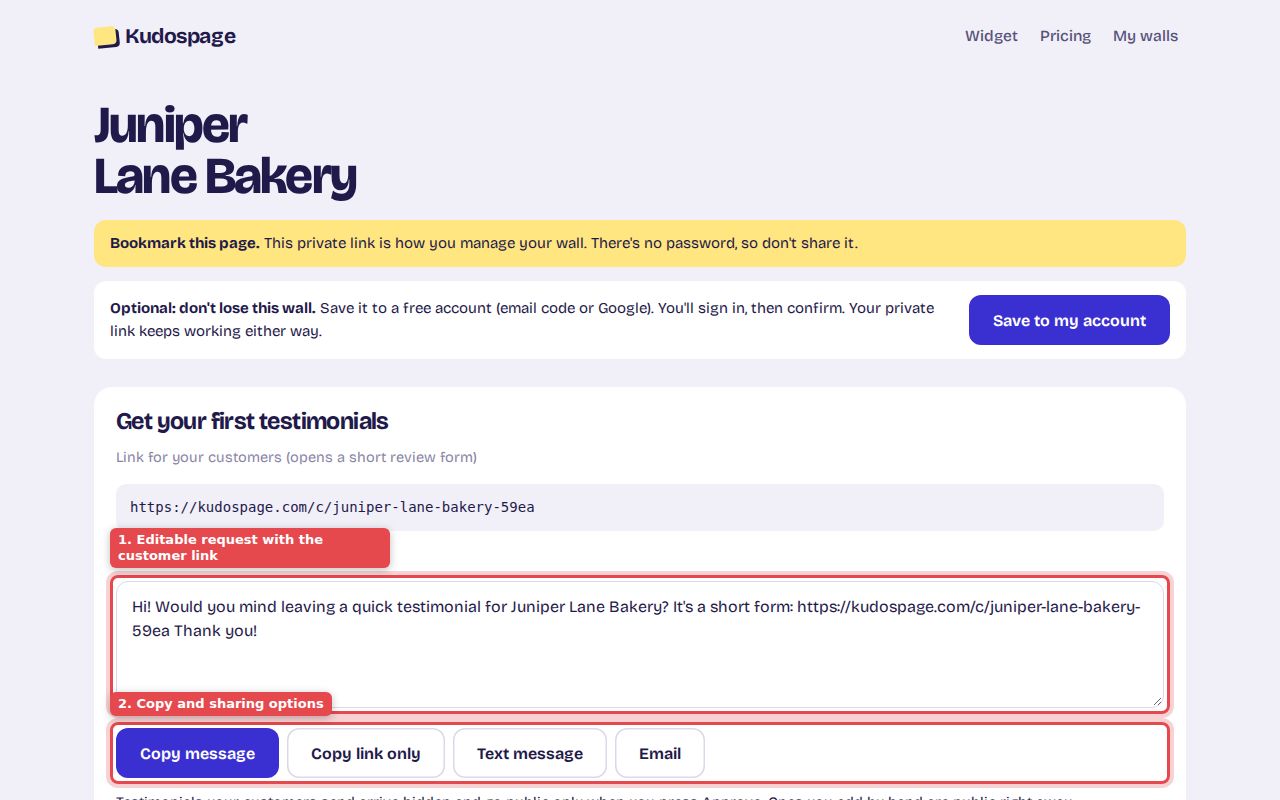 Kudospage
Widget
Pricing
My walls
Juniper
Lane Bakery
Bookmark this page. This private link is how you manage your wall. There's no password, so don't share it.
Optional: don't lose this wall. Save it to a free account (email code or Google). You'll sign in, then confirm. Your private
link keeps working either way.
Save to my account
Get your first testimonials
Link for your customers (opens a short review form)
https://kudospage.com/c/juniper-lane-bakery-59ea
1. Editable request with the
customer link
Hi! Would you mind leaving a quick testimonial for Juniper Lane Bakery? It's a short form: https://kudospage.com/c/juniper-lane-bakery-
59ea Thank you!
2. Copy and sharing options
Copy message
Copy link only
Text message
Email